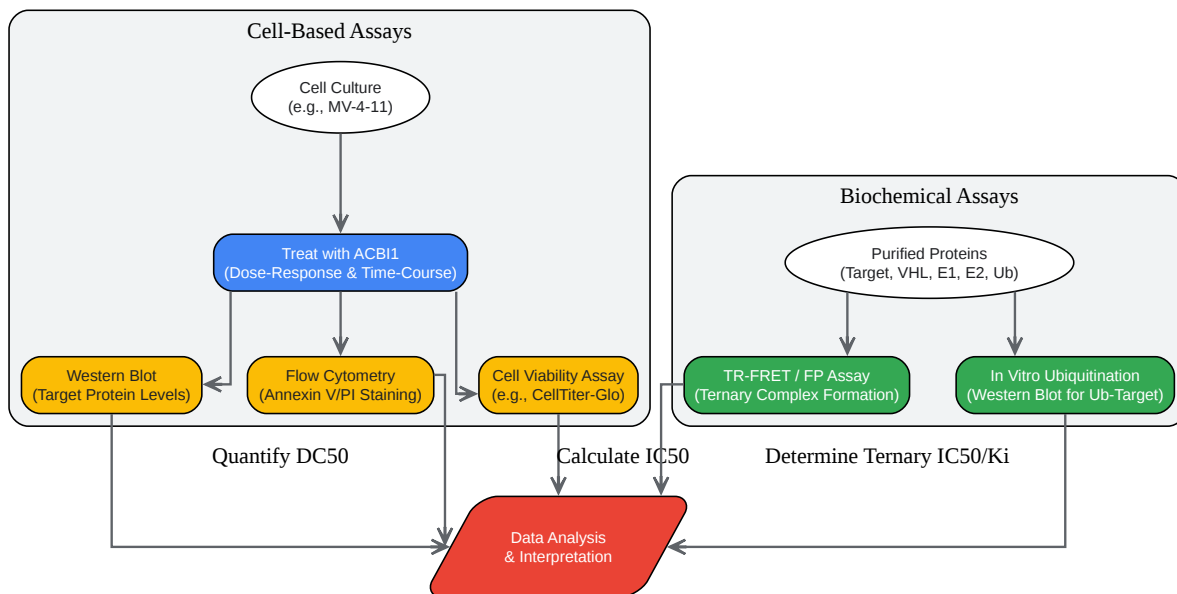 Cell-Based Assays
Cell Culture
(e.g., MV-4-11)
Treat with ACBI1
(Dose-Response & Time-Course)
Western Blot
(Target Protein Levels)
Flow Cytometry
(Annexin V/PI Staining)
Cell Viability Assay
(e.g., CellTiter-Glo)
Biochemical Assays
Purified Proteins
(Target, VHL, E1, E2, Ub)
TR-FRET / FP Assay
(Ternary Complex Formation)
In Vitro Ubiquitination
(Western Blot for Ub-Target)
Quantify DC50
Calculate IC50
Determine Ternary IC50/Ki
Data Analysis
& Interpretation